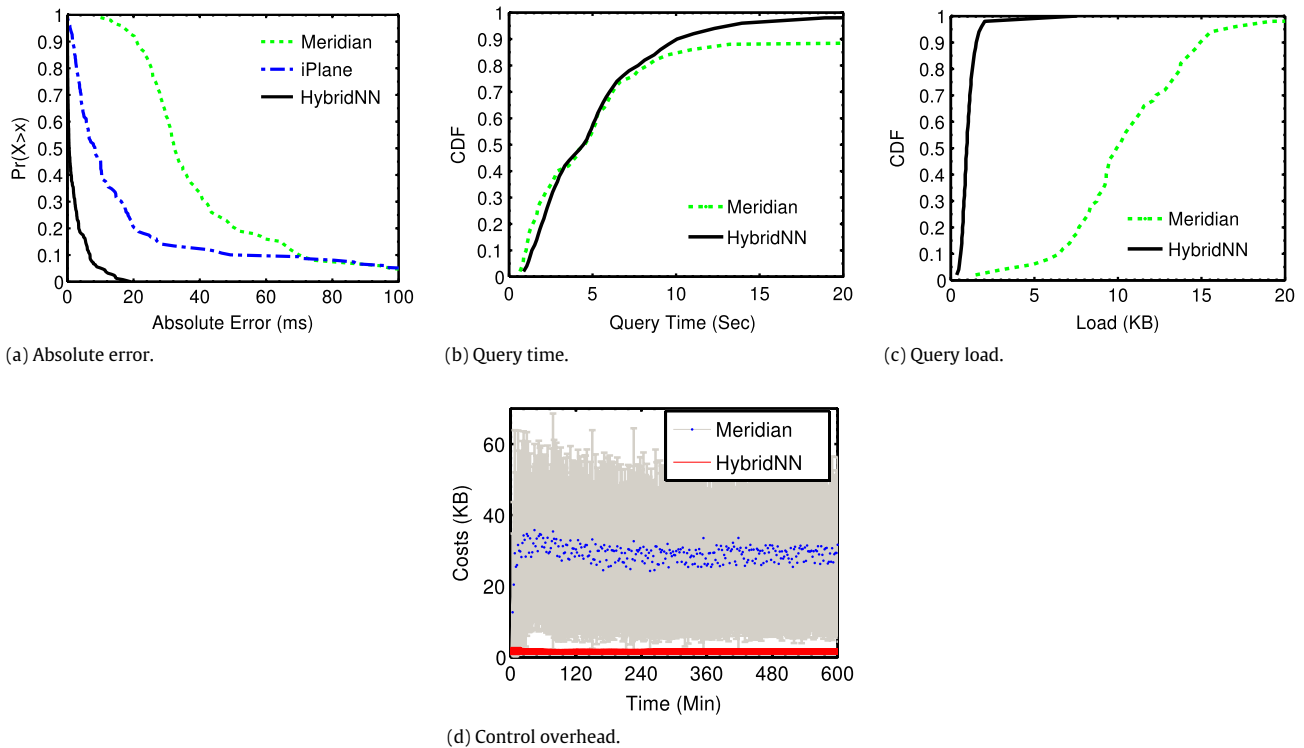 1
0.9
0.8
0.7
0.6
0.5
0.4
0.3
0.2
0.1
0
Pr(X>x)
0 20 40 60 80 100
Absolute Error (ms)
Meridian
iPlane
HybridNN
(a) Absolute error.
1
0.9
0.8
0.7
0.6
0.5
0.4
0.3
0.2
0.1
0
CDF
0 5 10 15 20
Query Time (Sec)
Meridian
HybridNN
(b) Query time.
1
0.9
0.8
0.7
0.6
0.5
0.4
0.3
0.2
0.1
0
CDF
0 5 10 15 20
Load (KB)
Meridian
HybridNN
(c) Query load.
60
40
20
0
Costs (KB)
0 120 240 360 480 600
Time (Min)
Meridian
HybridNN
(d) Control overhead.